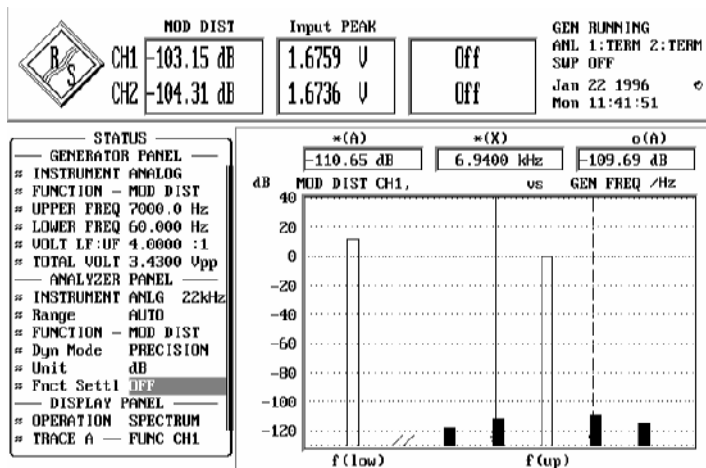 MOD DIST Input PEAK
R S
CH1 -103.15 dB 1.6759 V Off
CH2 -104.31 dB 1.6736 V Off
GEN RUNNING
ANL 1:TERM 2:TERM
SWP OFF
Jan 22 1996
Mon 11:41:51
STATUS
GENERATOR PANEL
INSTRUMENT ANALOG
FUNCTION - MOD DIST
UPPER FREQ 7000.0 Hz
LOWER FREQ 60.000 Hz
VOLT LF:UF 4.0000 :1
TOTAL VOLT 3.4300 Vpp
ANALYZER PANEL
INSTRUMENT ANLG 22kHz
Range AUTO
FUNCTION - MOD DIST
Dyn Mode PRECISION
Unit dB
Fnct Settl OFF
DISPLAY PANEL
OPERATION SPECTRUM
TRACE A — FUNC CH1
*(A) *(X) o(A)
-110.65 dB 6.9400 kHz -109.69 dB
dB MOD DIST CH1, vs GEN FREQ /Hz
40
20
0
-20
-40
-60
-80
-100
-120
f(low) f(up)